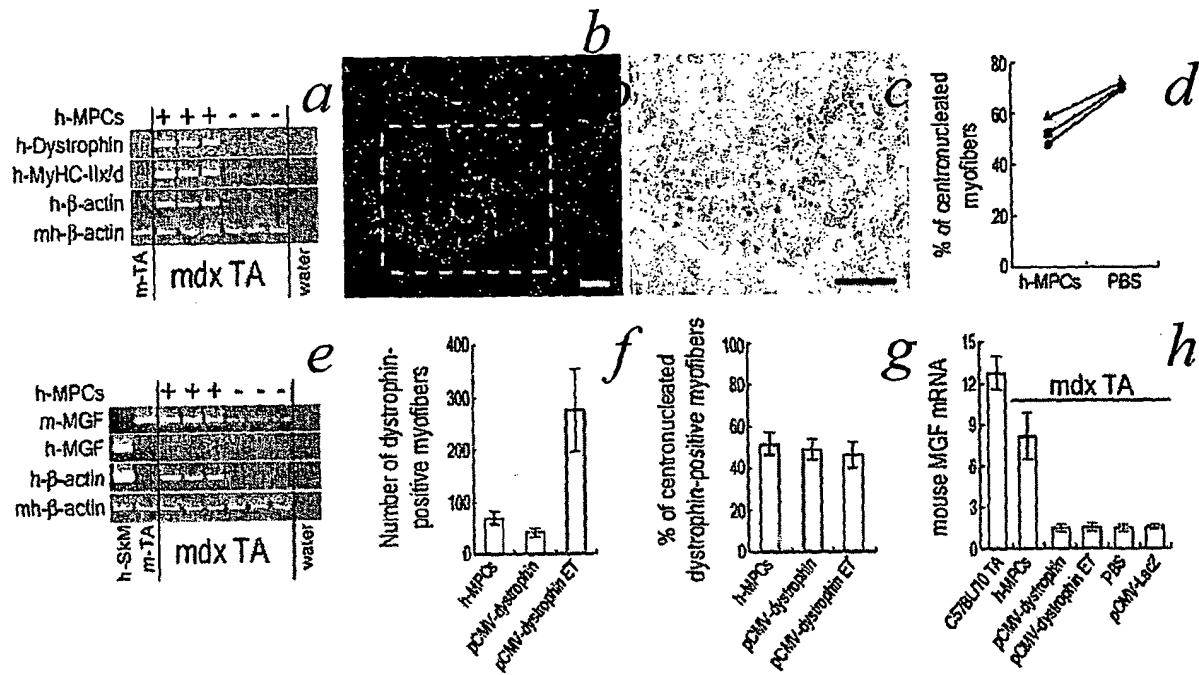 a
h-MPCs + + + - - -
h-Dystrophin
h-MyHC-IIx/d
h-β-actin
mh-β-actin
m-TA
mdx TA
water
b
c
d
% of centronucleated myofibers
80
60
40
20
0
h-MPCs PBS
e
h-MPCs + + + - - -
m-MGF
h-MGF
h-β-actin
mh-β-actin
h-SkM
m-TA
mdx TA
water
f
Number of dystrophin-
positive myofibers
400
300
200
100
0
h-MPCs
pCMV-dystrophin
pCMV-dystrophin ET
g
% of centronucleated
dystrophin-positive myofibers
100
80
60
40
20
0
h-MPCs
pCMV-dystrophin
pCMV-dystrophin ET
h
mouse MGF mRNA
15
12
9
6
3
0
mdx TA
C57BL/10 TA
h-MPCs
pCMV-dystrophin
pCMV-dystrophin ET
PBS
pCMV-LacZ